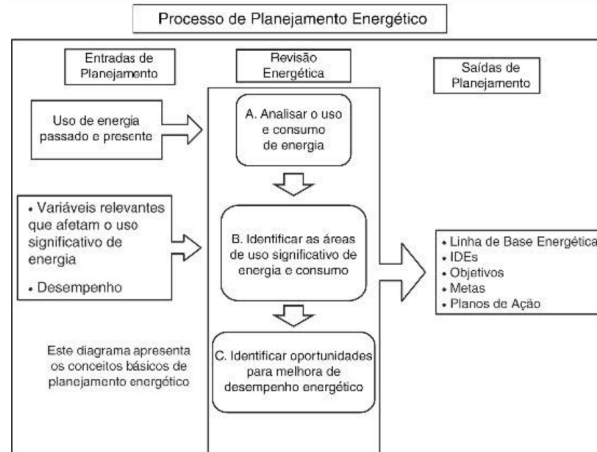 Processo de Planejamento Energético
Entradas de
Planejamento
Revisão
Energética
Saídas de
Planejamento
Uso de energia
passado e presente
A. Analisar o uso
e consumo
de energia
• Variáveis relevantes
que afetam o uso
significativo de
energia
• Desempenho
B. Identificar as áreas
de uso significativo de
energia e consumo
• Linha de Base Energética
• IDEs
• Objetivos
• Metas
• Planos de Ação
Este diagrama apresenta
os conceitos básicos de
planejamento energético
C. Identificar oportunidades
para melhora de
desempenho energético